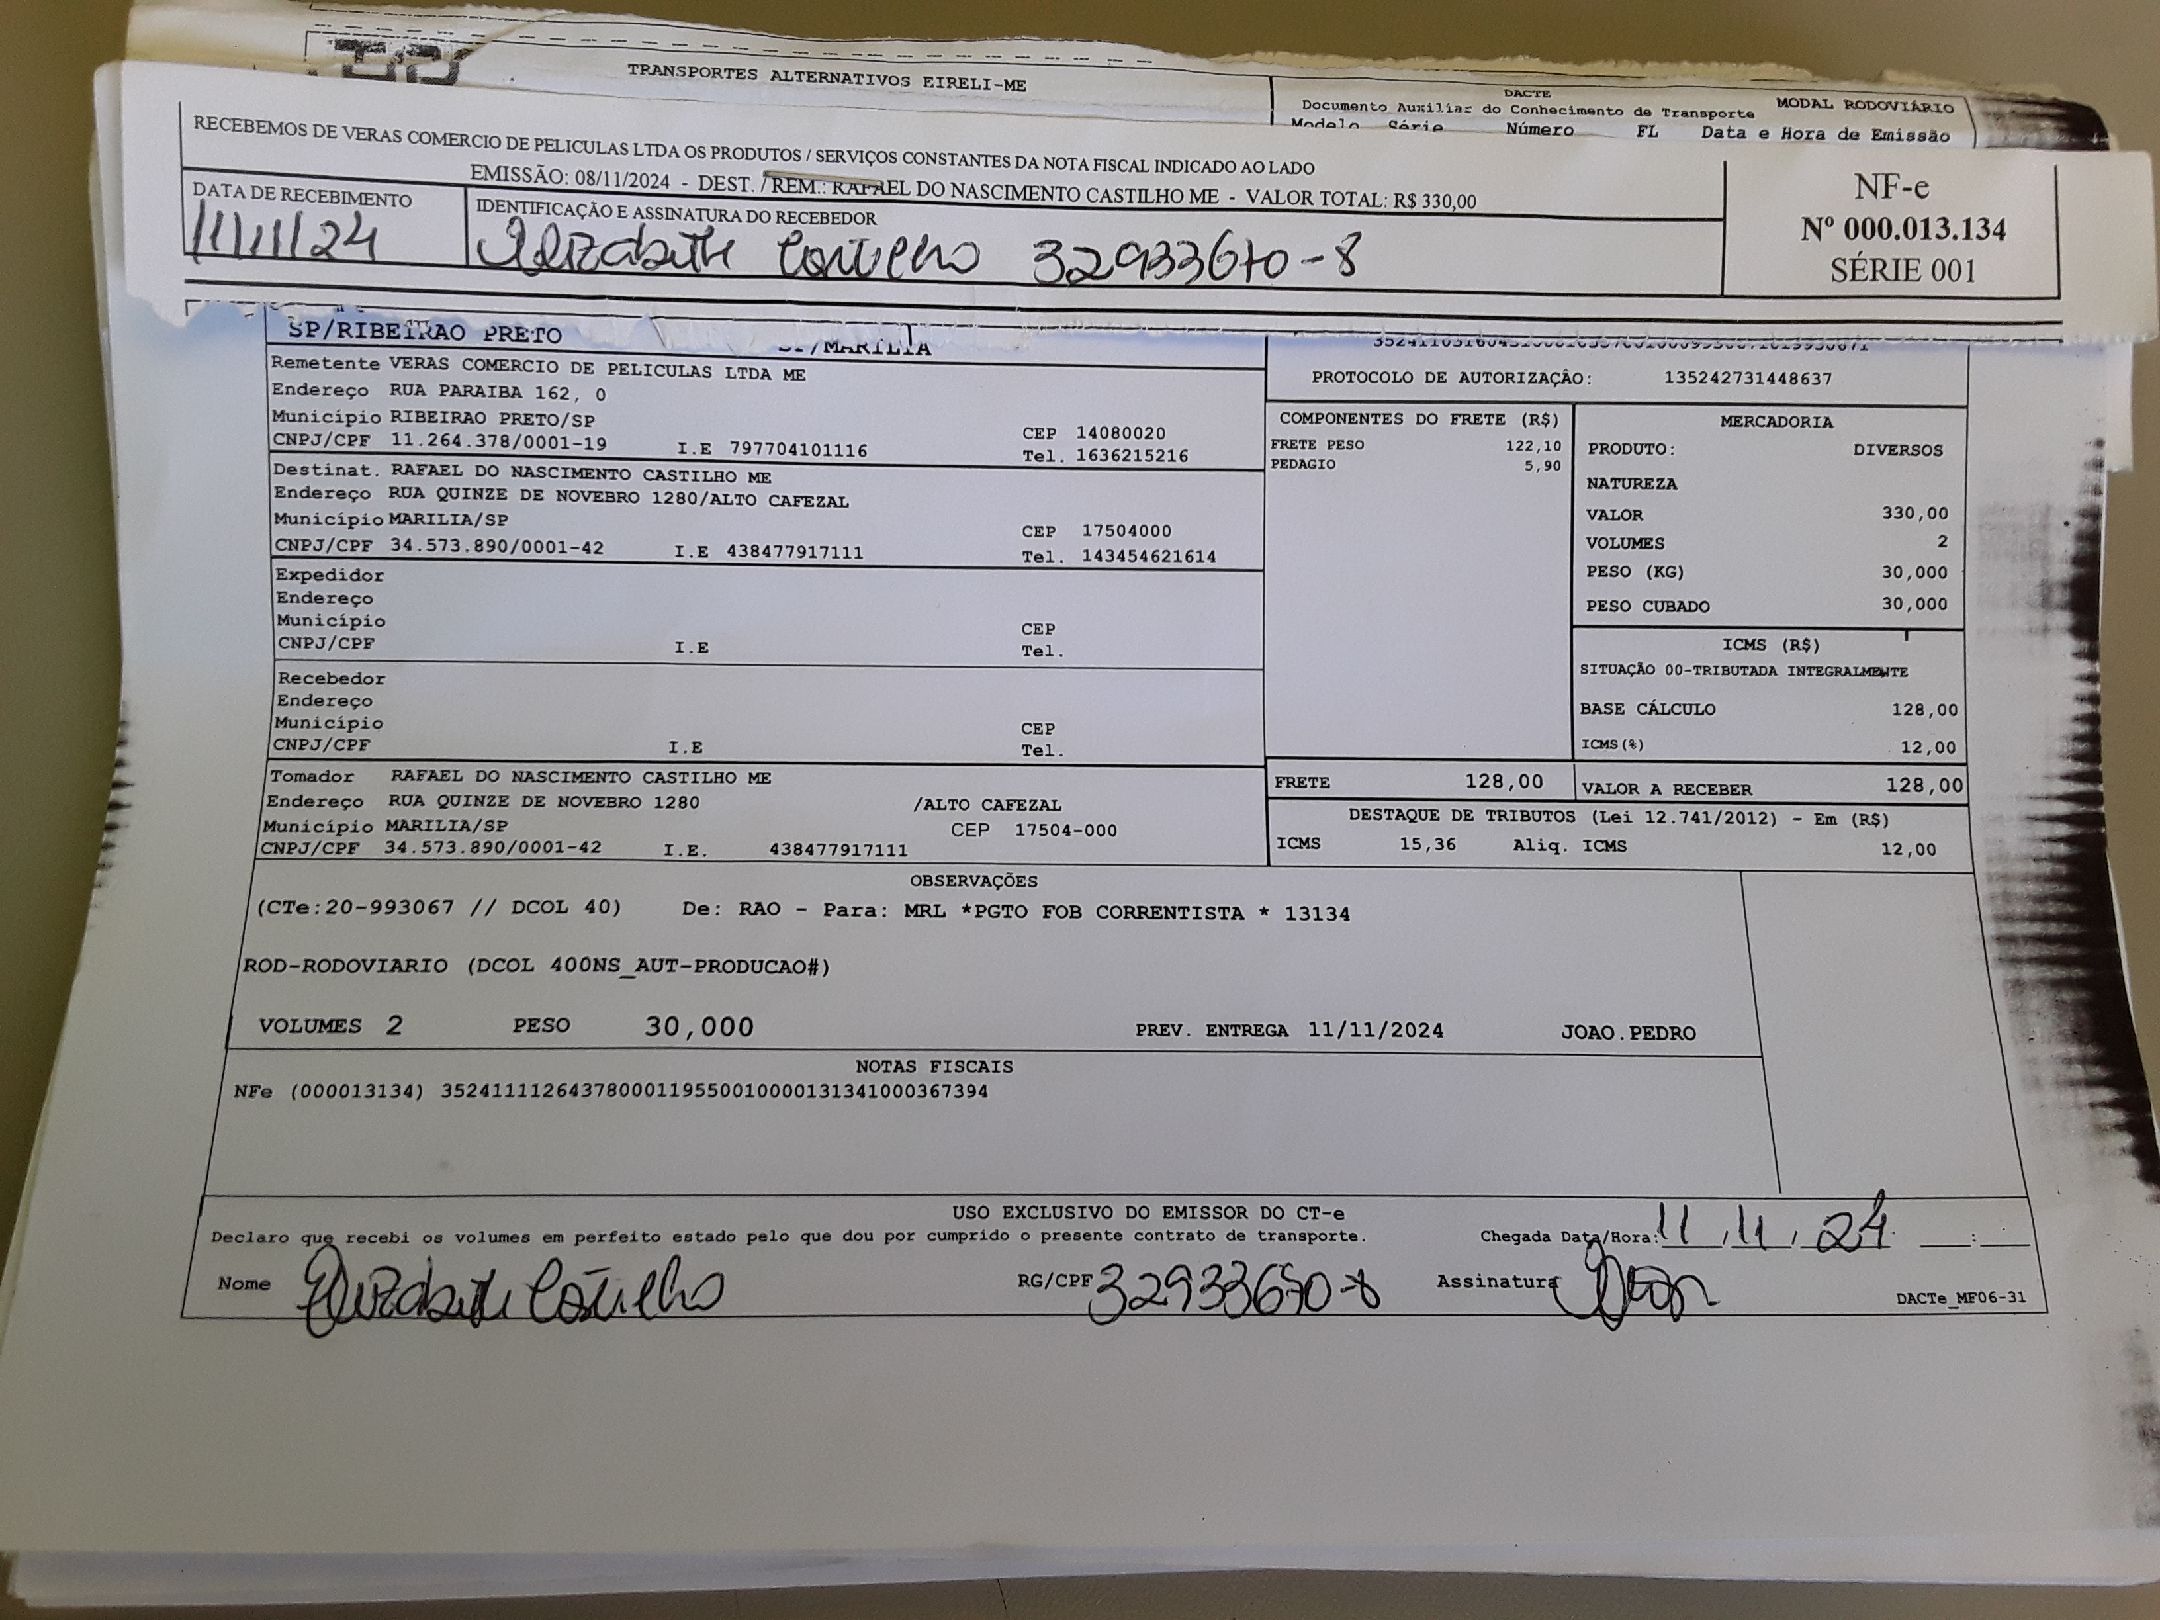 TRANSPORTES ALTERNATIVOS EIRELI-ME
DACTE
Documento Auxiliar do Conhecimento de Transporte
MODAL RODOVIÁRIO
Modelo Série Número FL Data e Hora de Emissão
RECEBEMOS DE VERAS COMERCIO DE PELICULAS LTDA OS PRODUTOS / SERVIÇOS CONSTANTES DA NOTA FISCAL INDICADO AO LADO
EMISSÃO: 08/11/2024 - DEST. / REM.: RAFAEL DO NASCIMENTO CASTILHO ME - VALOR TOTAL: R$ 330,00
DATA DE RECEBIMENTO
11/11/24
IDENTIFICAÇÃO E ASSINATURA DO RECEBEDOR
Elizabeth 32933670-8
NF-e
Nº 000.013.134
SÉRIE 001
SP/RIBEIRAO PRETO
SP/MARILIA
Remetente VERAS COMERCIO DE PELICULAS LTDA ME
Endereço RUA PARAIBA 162, 0
Município RIBEIRAO PRETO/SP
CEP 14080020
CNPJ/CPF 11.264.378/0001-19 I.E 797704101116
Tel. 1636215216
Destinat. RAFAEL DO NASCIMENTO CASTILHO ME
Endereço RUA QUINZE DE NOVEBRO 1280/ALTO CAFEZAL
Município MARILIA/SP
CEP 17504000
CNPJ/CPF 34.573.890/0001-42 I.E 438477917111
Tel. 143454621614
Expedidor
Endereço
Município
CEP
CNPJ/CPF I.E
Tel.
Recebedor
Endereço
Município
CEP
CNPJ/CPF I.E
Tel.
Tomador RAFAEL DO NASCIMENTO CASTILHO ME
Endereço RUA QUINZE DE NOVEBRO 1280 /ALTO CAFEZAL
Município MARILIA/SP CEP 17504-000
CNPJ/CPF 34.573.890/0001-42 I.E. 438477917111
PROTOCOLO DE AUTORIZAÇÃO: 135242731448637
COMPONENTES DO FRETE (R$)
FRETE PESO 122,10
PEDAGIO 5,90
MERCADORIA
PRODUTO: DIVERSOS
NATUREZA
VALOR 330,00
VOLUMES 2
PESO (KG) 30,000
PESO CUBADO 30,000
ICMS (R$)
SITUAÇÃO 00-TRIBUTADA INTEGRALMENTE
BASE CÁLCULO 128,00
ICMS(%) 12,00
FRETE 128,00
VALOR A RECEBER 128,00
DESTAQUE DE TRIBUTOS (Lei 12.741/2012) - Em (R$)
ICMS 15,36 Aliq. ICMS 12,00
OBSERVAÇÕES
(CTe:20-993067 // DCOL 40) De: RAO - Para: MRL *PGTO FOB CORRENTISTA * 13134
ROD-RODOVIARIO (DCOL 400NS_AUT-PRODUCAO#)
VOLUMES 2 PESO 30,000 PREV. ENTREGA 11/11/2024 JOAO.PEDRO
NOTAS FISCAIS
NFe (000013134) 35241111264378000119550010000131341000367394
USO EXCLUSIVO DO EMISSOR DO CT-e
Declaro que recebi os volumes em perfeito estado pelo que dou por cumprido o presente contrato de transporte.
Chegada Data/Hora: 11, 11, 24 __:__
Nome Elizabeth
RG/CPF 32933670-8
Assinatura
DACTe_MF06-31